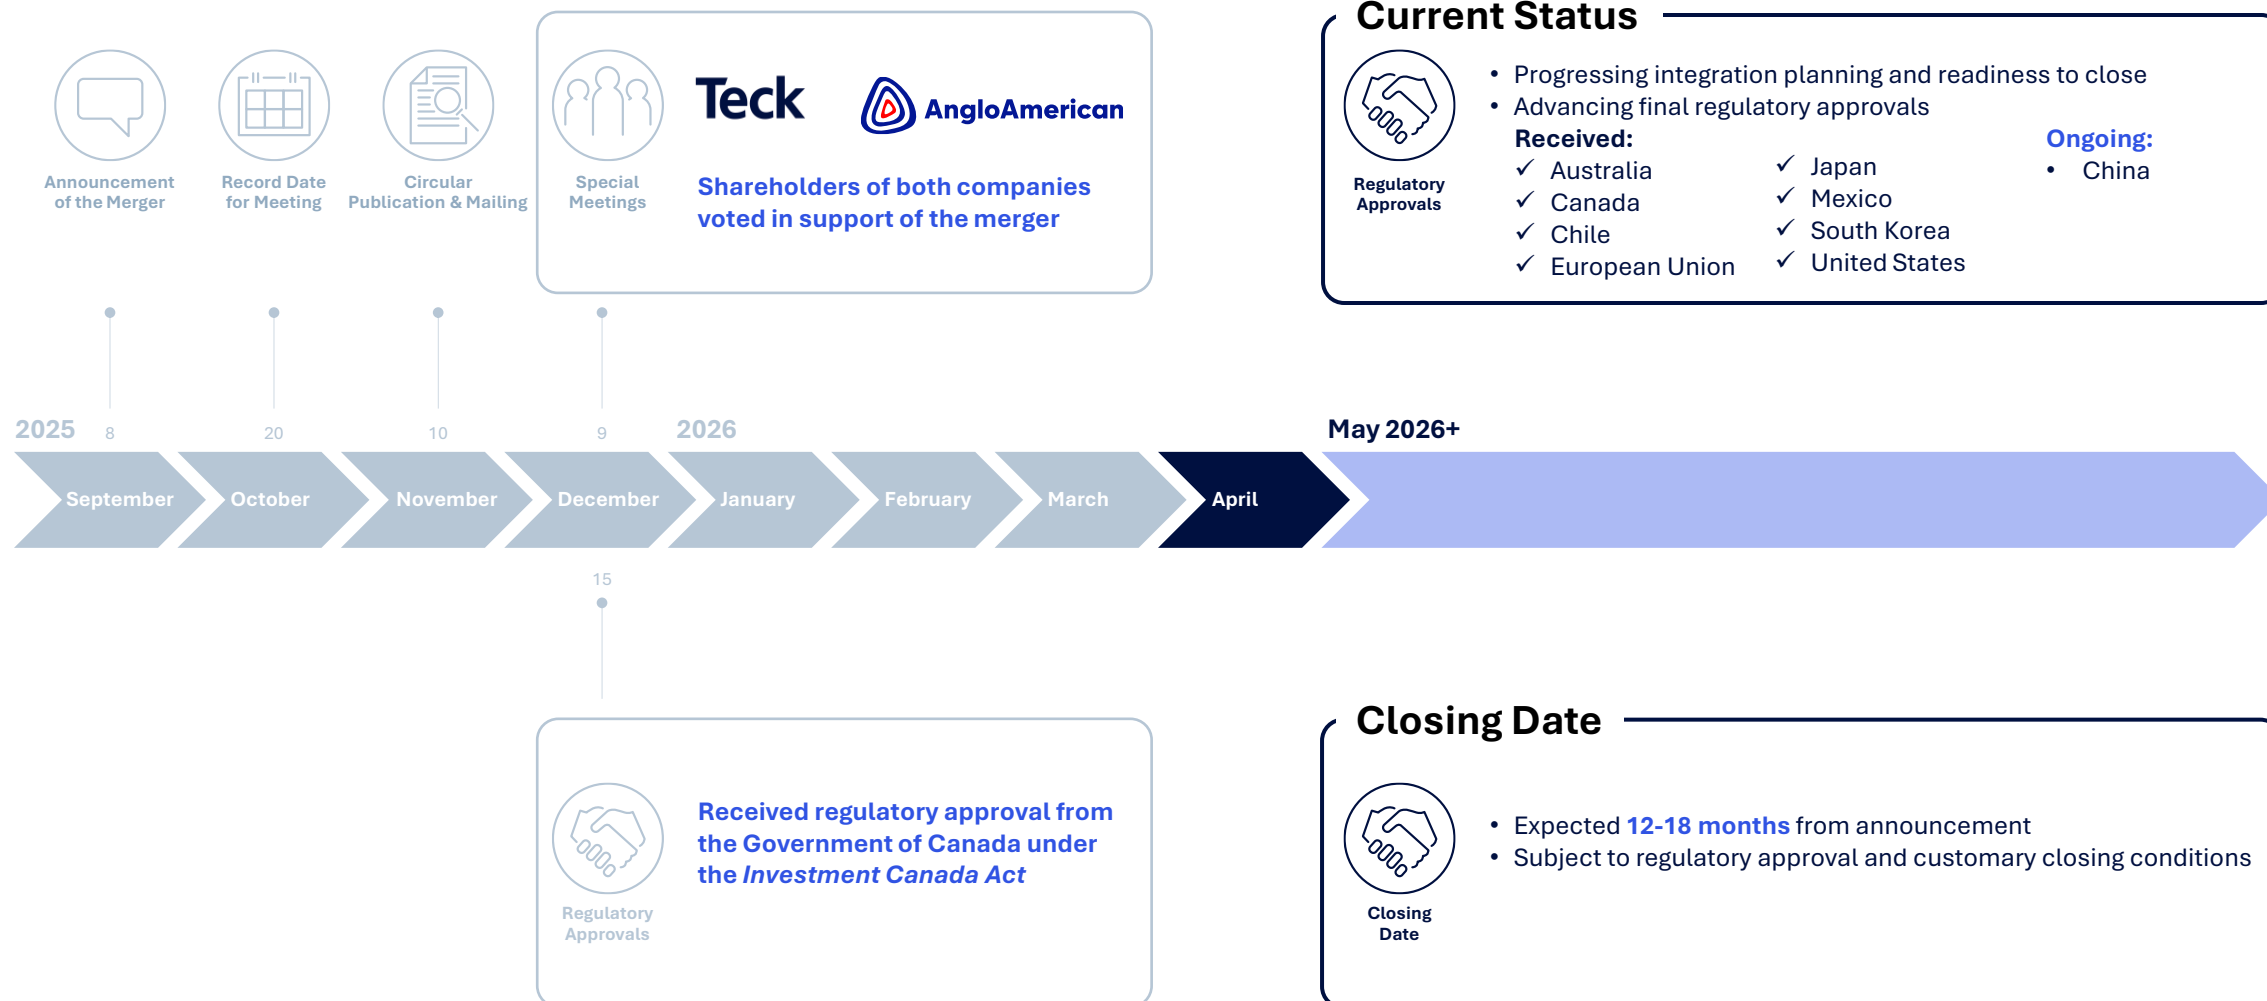 Announcement
of the Merger
Record Date
for Meeting
Circular
Publication & Mailing
Special
Meetings
Teck
AngloAmerican
Shareholders of both companies
voted in support of the merger
Current Status
Regulatory
Approvals
• Progressing integration planning and readiness to close
• Advancing final regulatory approvals
Received:
✓ Australia
✓ Canada
✓ Chile
✓ European Union
✓ Japan
✓ Mexico
✓ South Korea
✓ United States
Ongoing:
• China
2025
8
20
10
9
2026
May 2026+
September
October
November
December
January
February
March
April
15
Regulatory
Approvals
Received regulatory approval from
the Government of Canada under
the Investment Canada Act
Closing Date
Closing
Date
• Expected 12-18 months from announcement
• Subject to regulatory approval and customary closing conditions